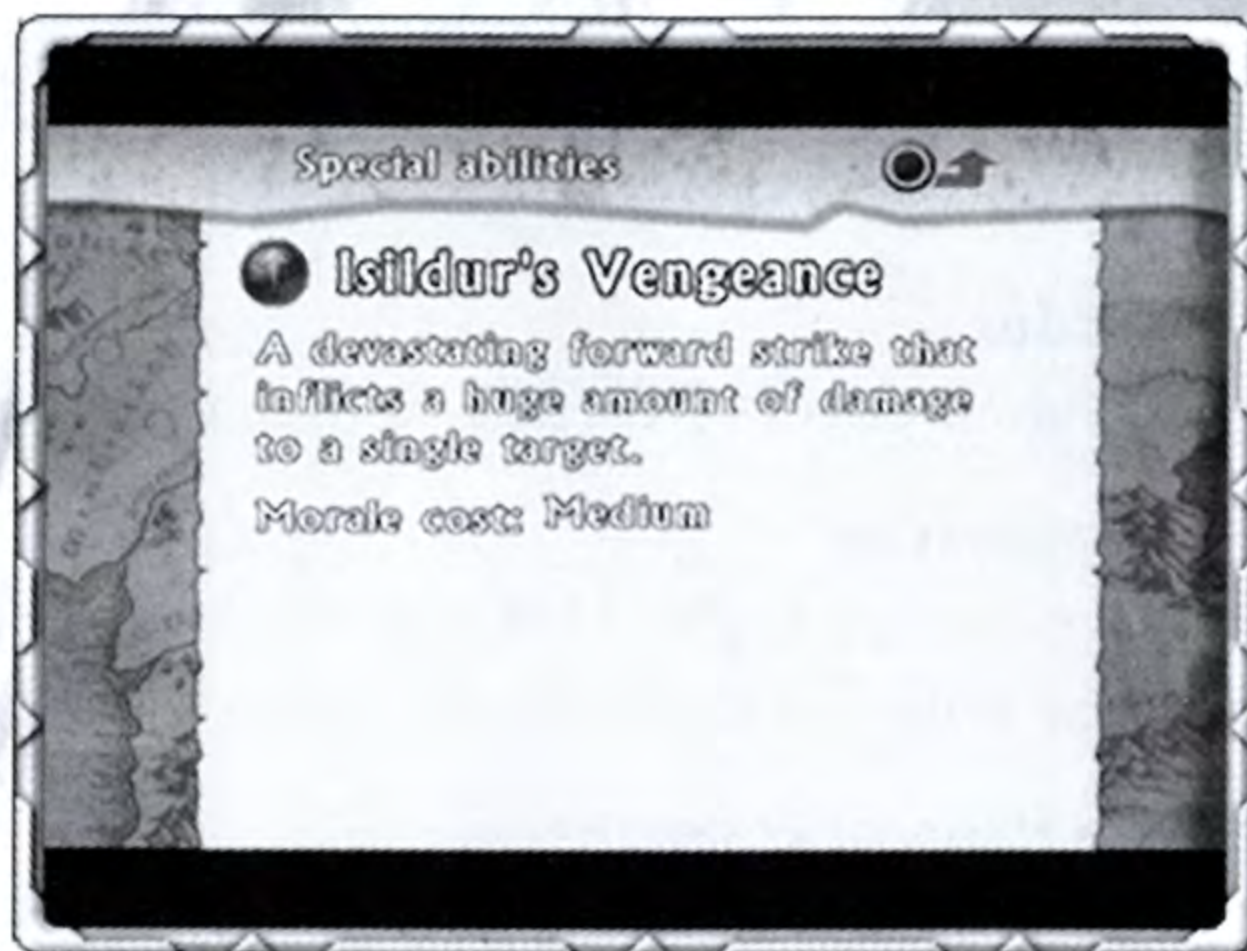 Special abilities
Isildur's Vengeance
A devastating forward strike that
inflicts a huge amount of damage
to a single target.
Morale cost: Medium